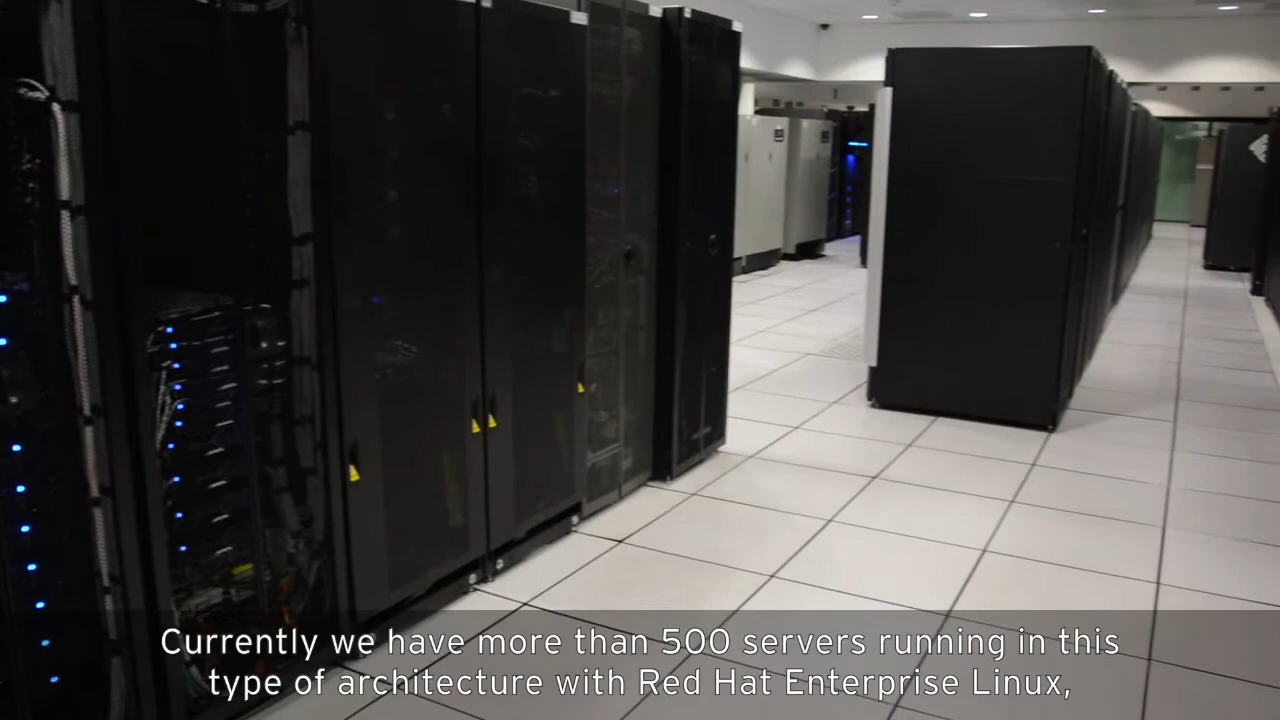 Currently we have more than 500 servers running in this
type of architecture with Red Hat Enterprise Linux,